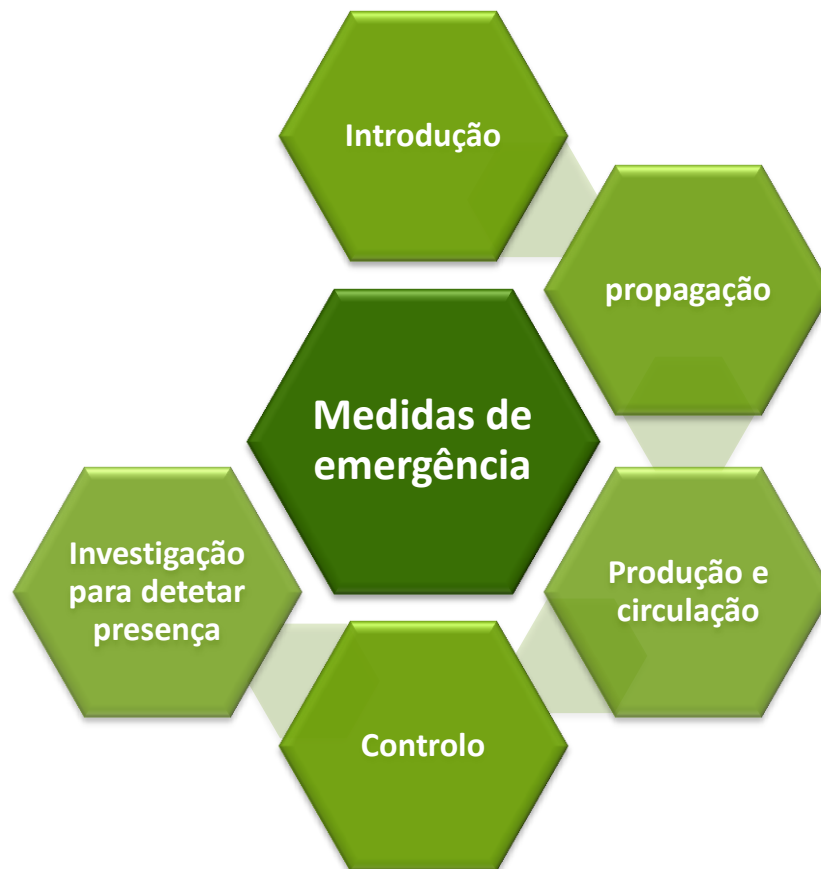 Introdução
propagação
Medidas de
emergência
Produção e
circulação
Controlo
Investigação
para detetar
presença